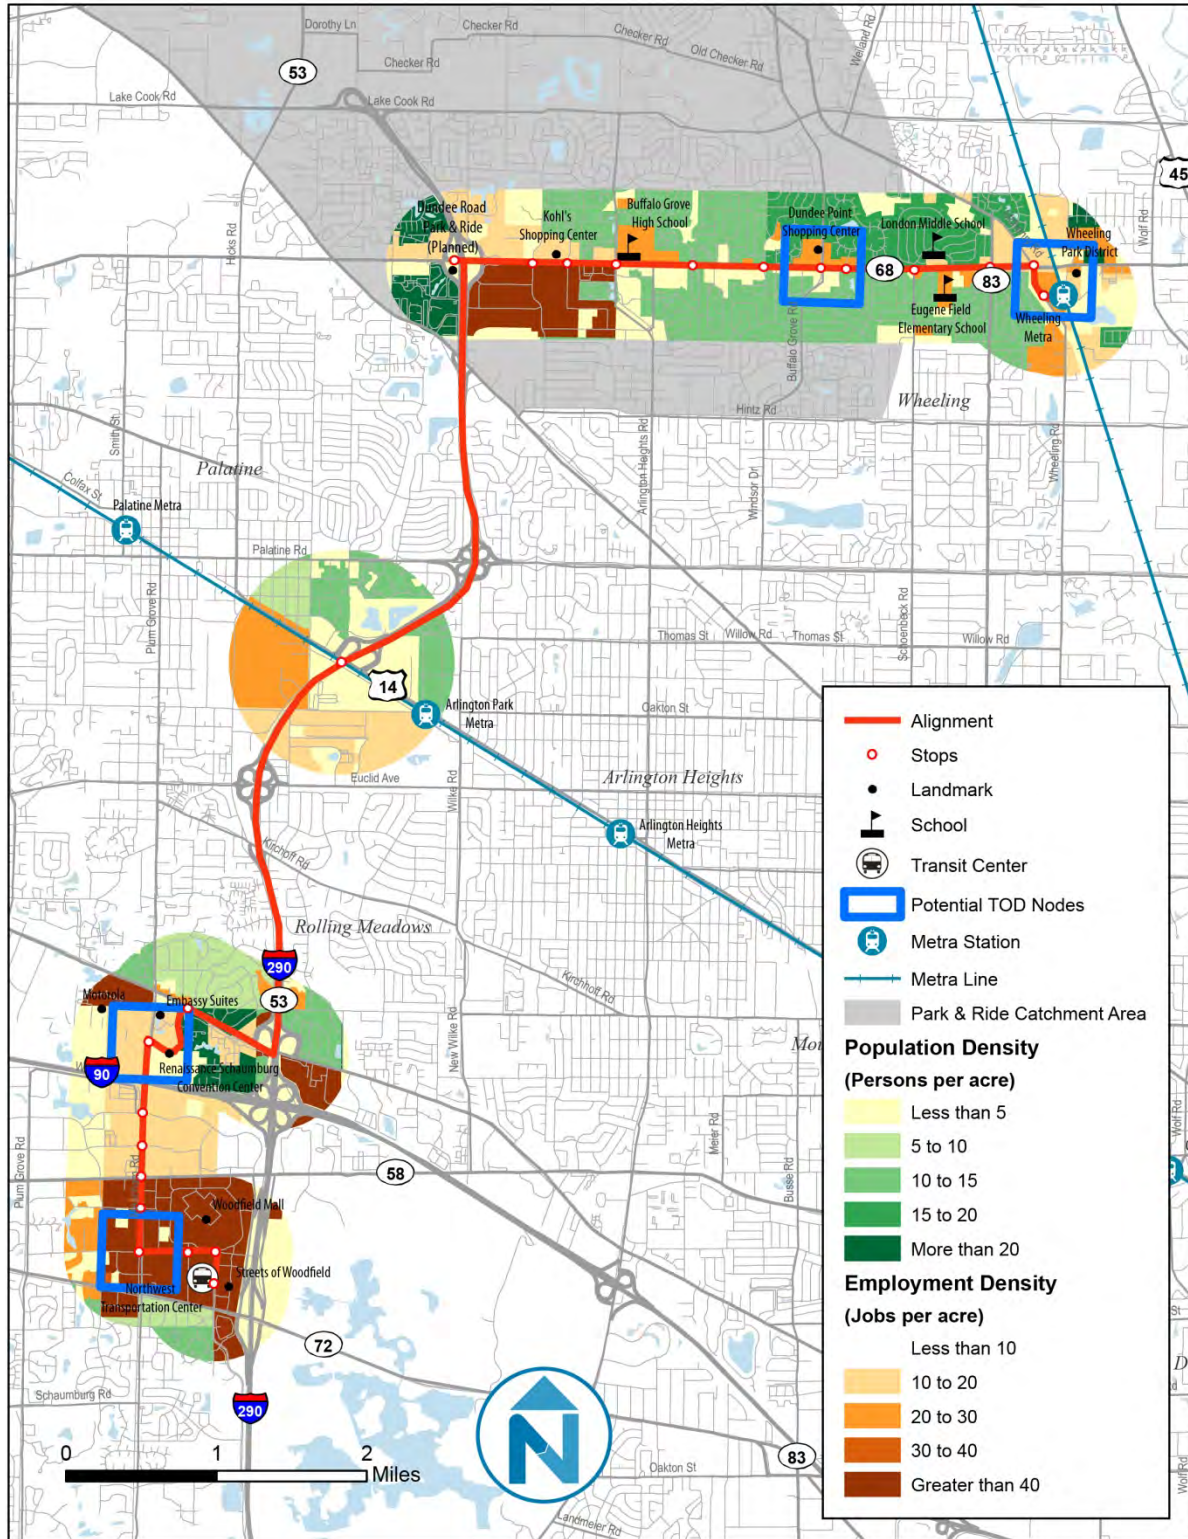 Dorothy Ln
Checker Rd
Checker Rd
Old Checker Rd
Weiland Rd
53
Checker Rd
Lake Cook Rd
Lake Cook Rd
45
Hicks Rd
Dundee Road
Park & Ride
(Planned)
Kohl's
Shopping Center
Buffalo Grove
High School
Dundee Point
Shopping Center
London Middle School
Wheeling
Park District
Wolf Rd
68
83
Eugene Field
Elementary School
Wheeling
Metra
Buffalo Grove Rd
Wheeling
Hintz Rd
Smith St
Arlington Heights Rd
Windsor Dr
Wheeling Rd
Palatine
Colfax St
Palatine Metra
Palatine Rd
Plum Grove Rd
Schoenbeck Rd
Thomas St
Willow Rd
Thomas St
Willow Rd
14
Arlington Park
Metra
Oakton St
Euclid Ave
Wilke Rd
Arlington Heights
Arlington Heights
Metra
Kirchoff Rd
Rolling Meadows
290
53
Kirchhoff Rd
New Wilke Rd
Motorola
Embassy Suites
Renaissance Schaumburg
Convention Center
90
Mou
Meier Rd
Busse Rd
Plum Grove Rd
58
Woodfield Mall
Streets of Woodfield
Northwest
Transportation Center
72
Schaumburg Rd
290
83
Oakton St
Landmeier Rd
Wolf Rd
Wolf Rd
St
D
Alignment
Stops
Landmark
School
Transit Center
Potential TOD Nodes
Metra Station
Metra Line
Park & Ride Catchment Area
Population Density
(Persons per acre)
Less than 5
5 to 10
10 to 15
15 to 20
More than 20
Employment Density
(Jobs per acre)
Less than 10
10 to 20
20 to 30
30 to 40
Greater than 40
N
0 1 2
Miles